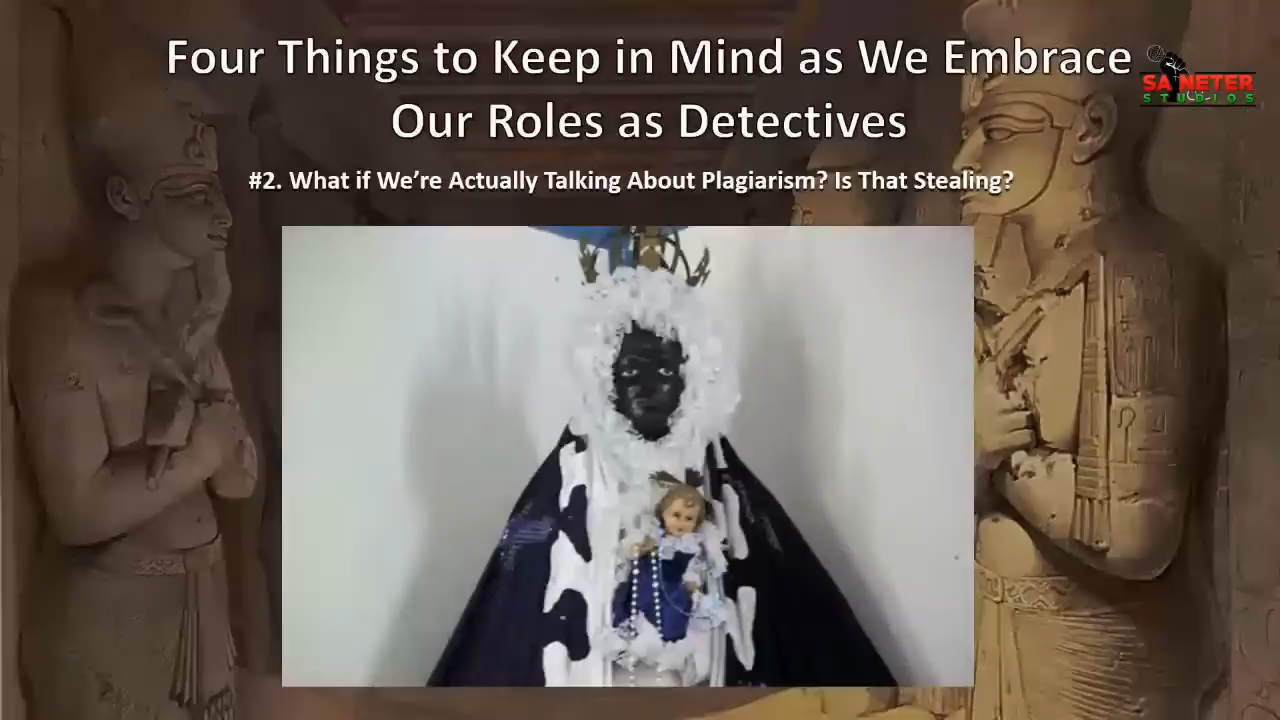 Four Things to Keep in Mind as We Embrace
Our Roles as Detectives
SA NETER
STUDIOS
#2. What if We’re Actually Talking About Plagiarism? Is That Stealing?